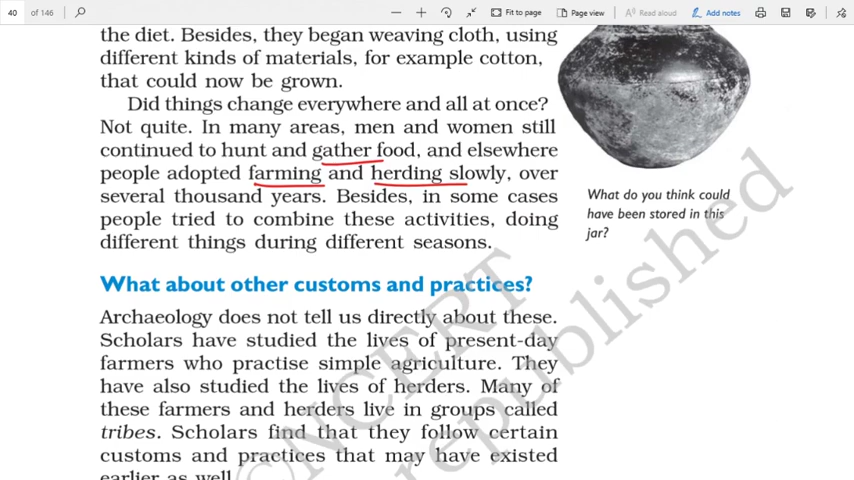 40 of 146
Fit to page
Page view
Read aloud
Add notes
the diet. Besides, they began weaving cloth, using
different kinds of materials, for example cotton,
that could now be grown.
Did things change everywhere and all at once?
Not quite. In many areas, men and women still
continued to hunt and gather food, and elsewhere
people adopted farming and herding slowly, over
several thousand years. Besides, in some cases
people tried to combine these activities, doing
different things during different seasons.
What do you think could
have been stored in this
jar?
What about other customs and practices?
Archaeology does not tell us directly about these.
Scholars have studied the lives of present-day
farmers who practise simple agriculture. They
have also studied the lives of herders. Many of
these farmers and herders live in groups called
tribes. Scholars find that they follow certain
customs and practices that may have existed
earlier as well
NCERT
republished